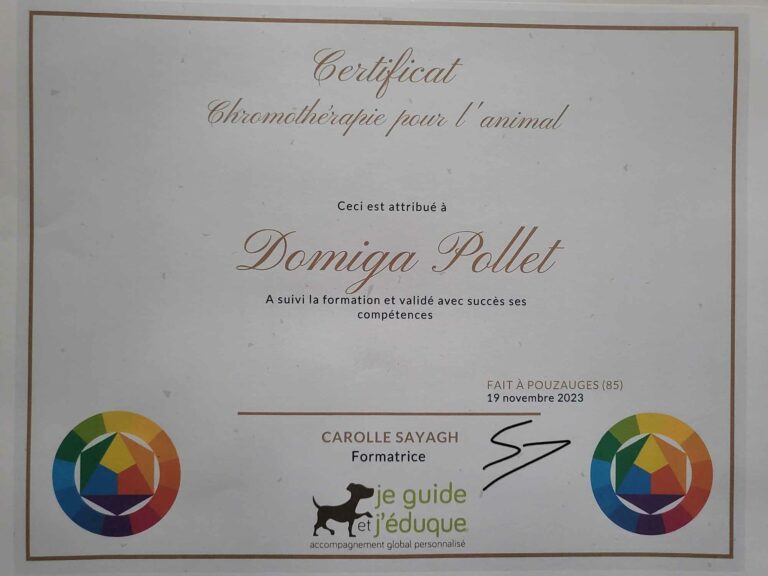 Certificat
Chromothérapie pour l'animal
Ceci est attribué à
Domiga Pollet
A suivi la formation et validé avec succès ses
compétences
FAIT À POUZAUGES (85)
19 novembre 2023
CAROLLE SAYAGH
Formatrice
je guide
et j'éduque
accompagnement global personnalisé